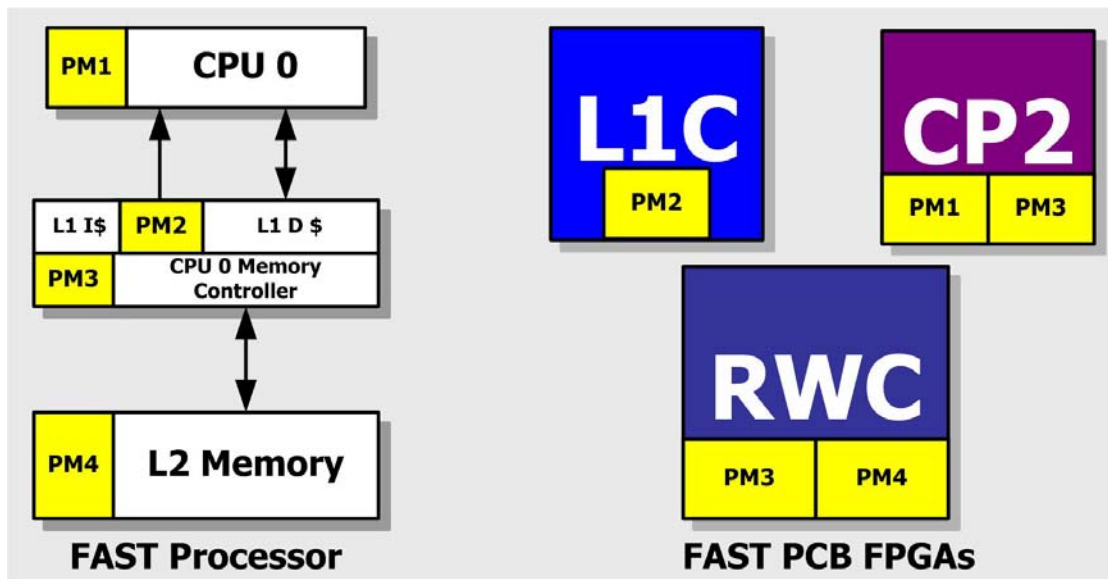 PM1
CPU 0
L1 I$
PM2
L1 D $
PM3
CPU 0 Memory
Controller
PM4
L2 Memory
FAST Processor
L1C
PM2
CP2
PM1
PM3
RWC
PM3
PM4
FAST PCB FPGAs